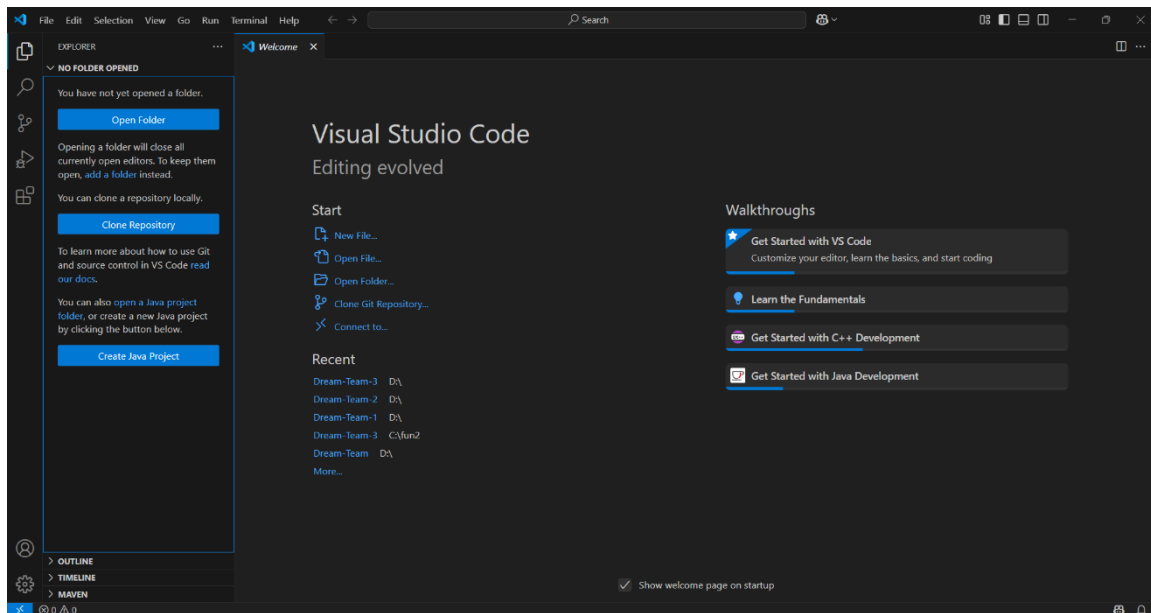 File Edit Selection View Go Run Terminal Help
Search
EXPLORER
Welcome
NO FOLDER OPENED
You have not yet opened a folder.
Open Folder
Opening a folder will close all
currently open editors. To keep them
open, add a folder instead.
You can clone a repository locally.
Clone Repository
To learn more about how to use Git
and source control in VS Code read
our docs.
You can also open a Java project
folder, or create a new Java project
by clicking the button below.
Create Java Project
OUTLINE
TIMELINE
MAVEN
0 0
Visual Studio Code
Editing evolved
Start
New File...
Open File...
Open Folder...
Clone Git Repository...
Connect to...
Recent
Dream-Team-3 D:\
Dream-Team-2 D:\
Dream-Team-1 D:\
Dream-Team-3 C:\fun2
Dream-Team D:\
More...
Walkthroughs
Get Started with VS Code
Customize your editor, learn the basics, and start coding
Learn the Fundamentals
Get Started with C++ Development
Get Started with Java Development
Show welcome page on startup